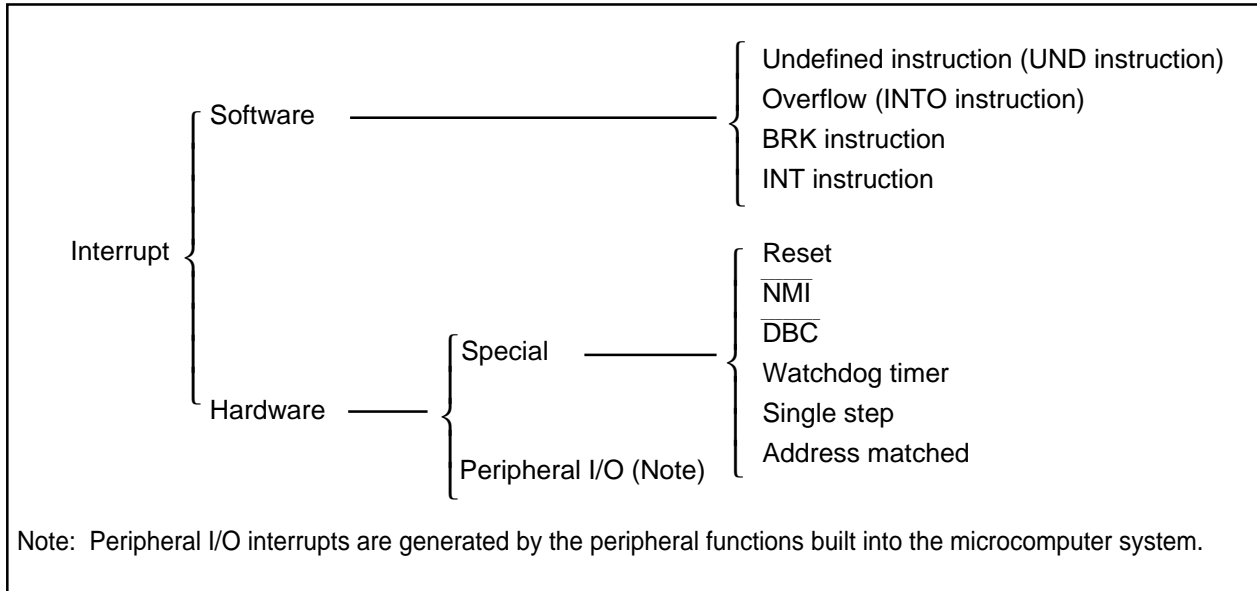 Undefined instruction (UND instruction)
Overflow (INTO instruction)
Software
BRK instruction
INT instruction
Interrupt
Reset
N̅M̅I̅
D̅B̅C̅
Special
Watchdog timer
Hardware
Single step
Address matched
Peripheral I/O (Note)
Note: Peripheral I/O interrupts are generated by the peripheral functions built into the microcomputer system.